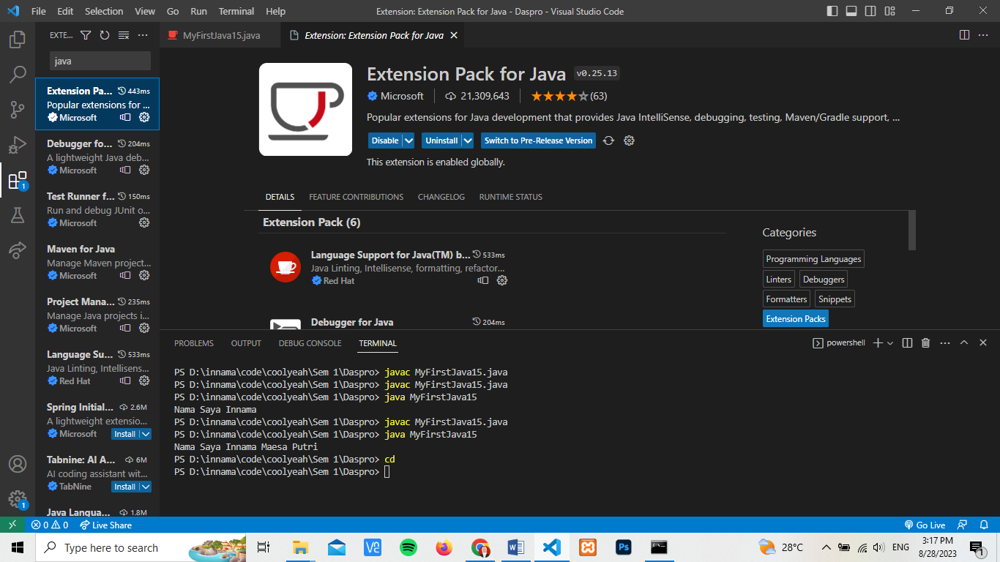 File Edit Selection View Go Run Terminal Help
Extension: Extension Pack for Java - Daspro - Visual Studio Code
EXTE...
java
Extension Pa... 443ms
Popular extensions for ...
Microsoft
Debugger fo... 204ms
A lightweight Java deb...
Microsoft
Test Runner f... 150ms
Run and debug JUnit o...
Microsoft
Maven for Java
Manage Maven project...
Microsoft
Project Mana... 235ms
Manage Java projects i...
Microsoft
Language Su... 533ms
Java Linting, Intellisens...
Red Hat
Spring Initial... 2.6M
A lightweight extensio...
Microsoft Install
Tabnine: AI A... 6M
AI coding assistant wit...
TabNine Install
Java Langua... 1.8M
1
1
MyFirstJava15.java
Extension: Extension Pack for Java
Extension Pack for Java v0.25.13
Microsoft 21,309,643 (63)
Popular extensions for Java development that provides Java IntelliSense, debugging, testing, Maven/Gradle support, ...
Disable Uninstall Switch to Pre-Release Version
This extension is enabled globally.
DETAILS FEATURE CONTRIBUTIONS CHANGELOG RUNTIME STATUS
Extension Pack (6)
Language Support for Java(TM) b... 533ms
Java Linting, Intellisense, formatting, refactor...
Red Hat
Debugger for Java 204ms
Categories
Programming Languages
Linters Debuggers
Formatters Snippets
Extension Packs
PROBLEMS OUTPUT DEBUG CONSOLE TERMINAL
powershell
PS D:\innama\code\coolyeah\Sem 1\Daspro> javac MyFirstJava15.java
PS D:\innama\code\coolyeah\Sem 1\Daspro> javac MyFirstJava15.java
PS D:\innama\code\coolyeah\Sem 1\Daspro> java MyFirstJava15
Nama Saya Innama
PS D:\innama\code\coolyeah\Sem 1\Daspro> javac MyFirstJava15.java
PS D:\innama\code\coolyeah\Sem 1\Daspro> java MyFirstJava15
Nama Saya Innama Maesa Putri
PS D:\innama\code\coolyeah\Sem 1\Daspro> cd
PS D:\innama\code\coolyeah\Sem 1\Daspro>
0 0 Live Share
Go Live
Type here to search
Ps
28°C
ENG
3:17 PM
8/28/2023
1